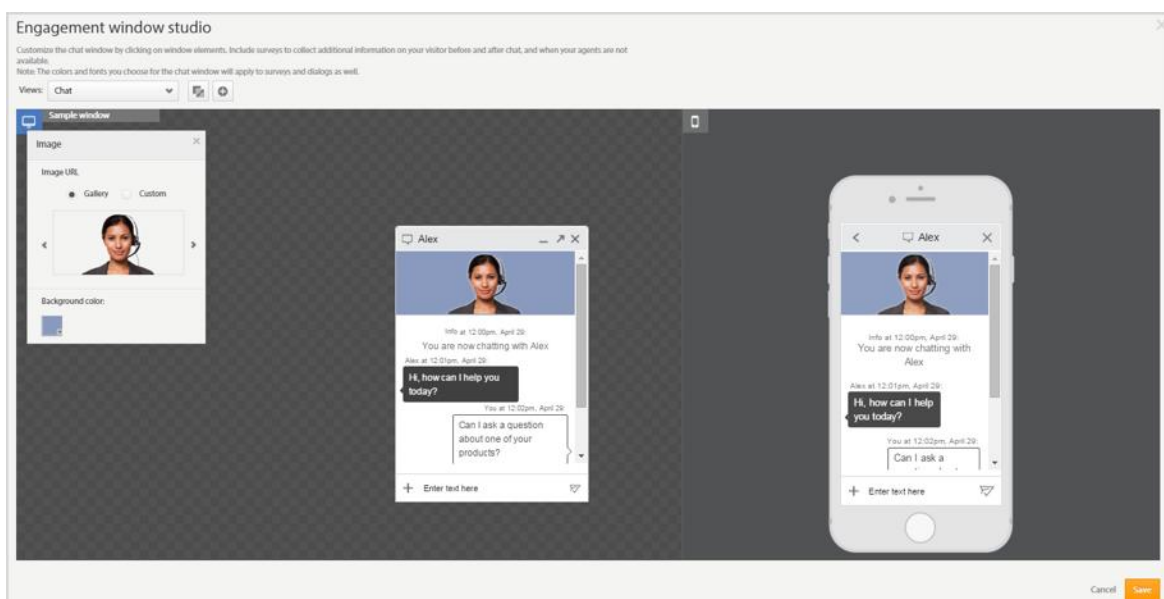 Engagement window studio
Customize the chat window by clicking on window elements. Include surveys to collect additional information on your visitor before and after chat, and when your agents are not
available.
Note: The colors and fonts you choose for the chat window will apply to surveys and dialogs as well.
Views: Chat
Sample window
Image
Image URL
Gallery Custom
Background color:
Alex
Info at 12:00pm, April 29:
You are now chatting with Alex
Alex at 12:01pm, April 29:
Hi, how can I help you
today?
You at 12:02pm, April 29:
Can I ask a question
about one of your
products?
Enter text here
Alex
Info at 12:00pm, April 29:
You are now chatting with
Alex
Alex at 12:01pm, April 29:
Hi, how can I help
you today?
You at 12:02pm, April 29:
Can I ask a
Enter text here
Cancel Save